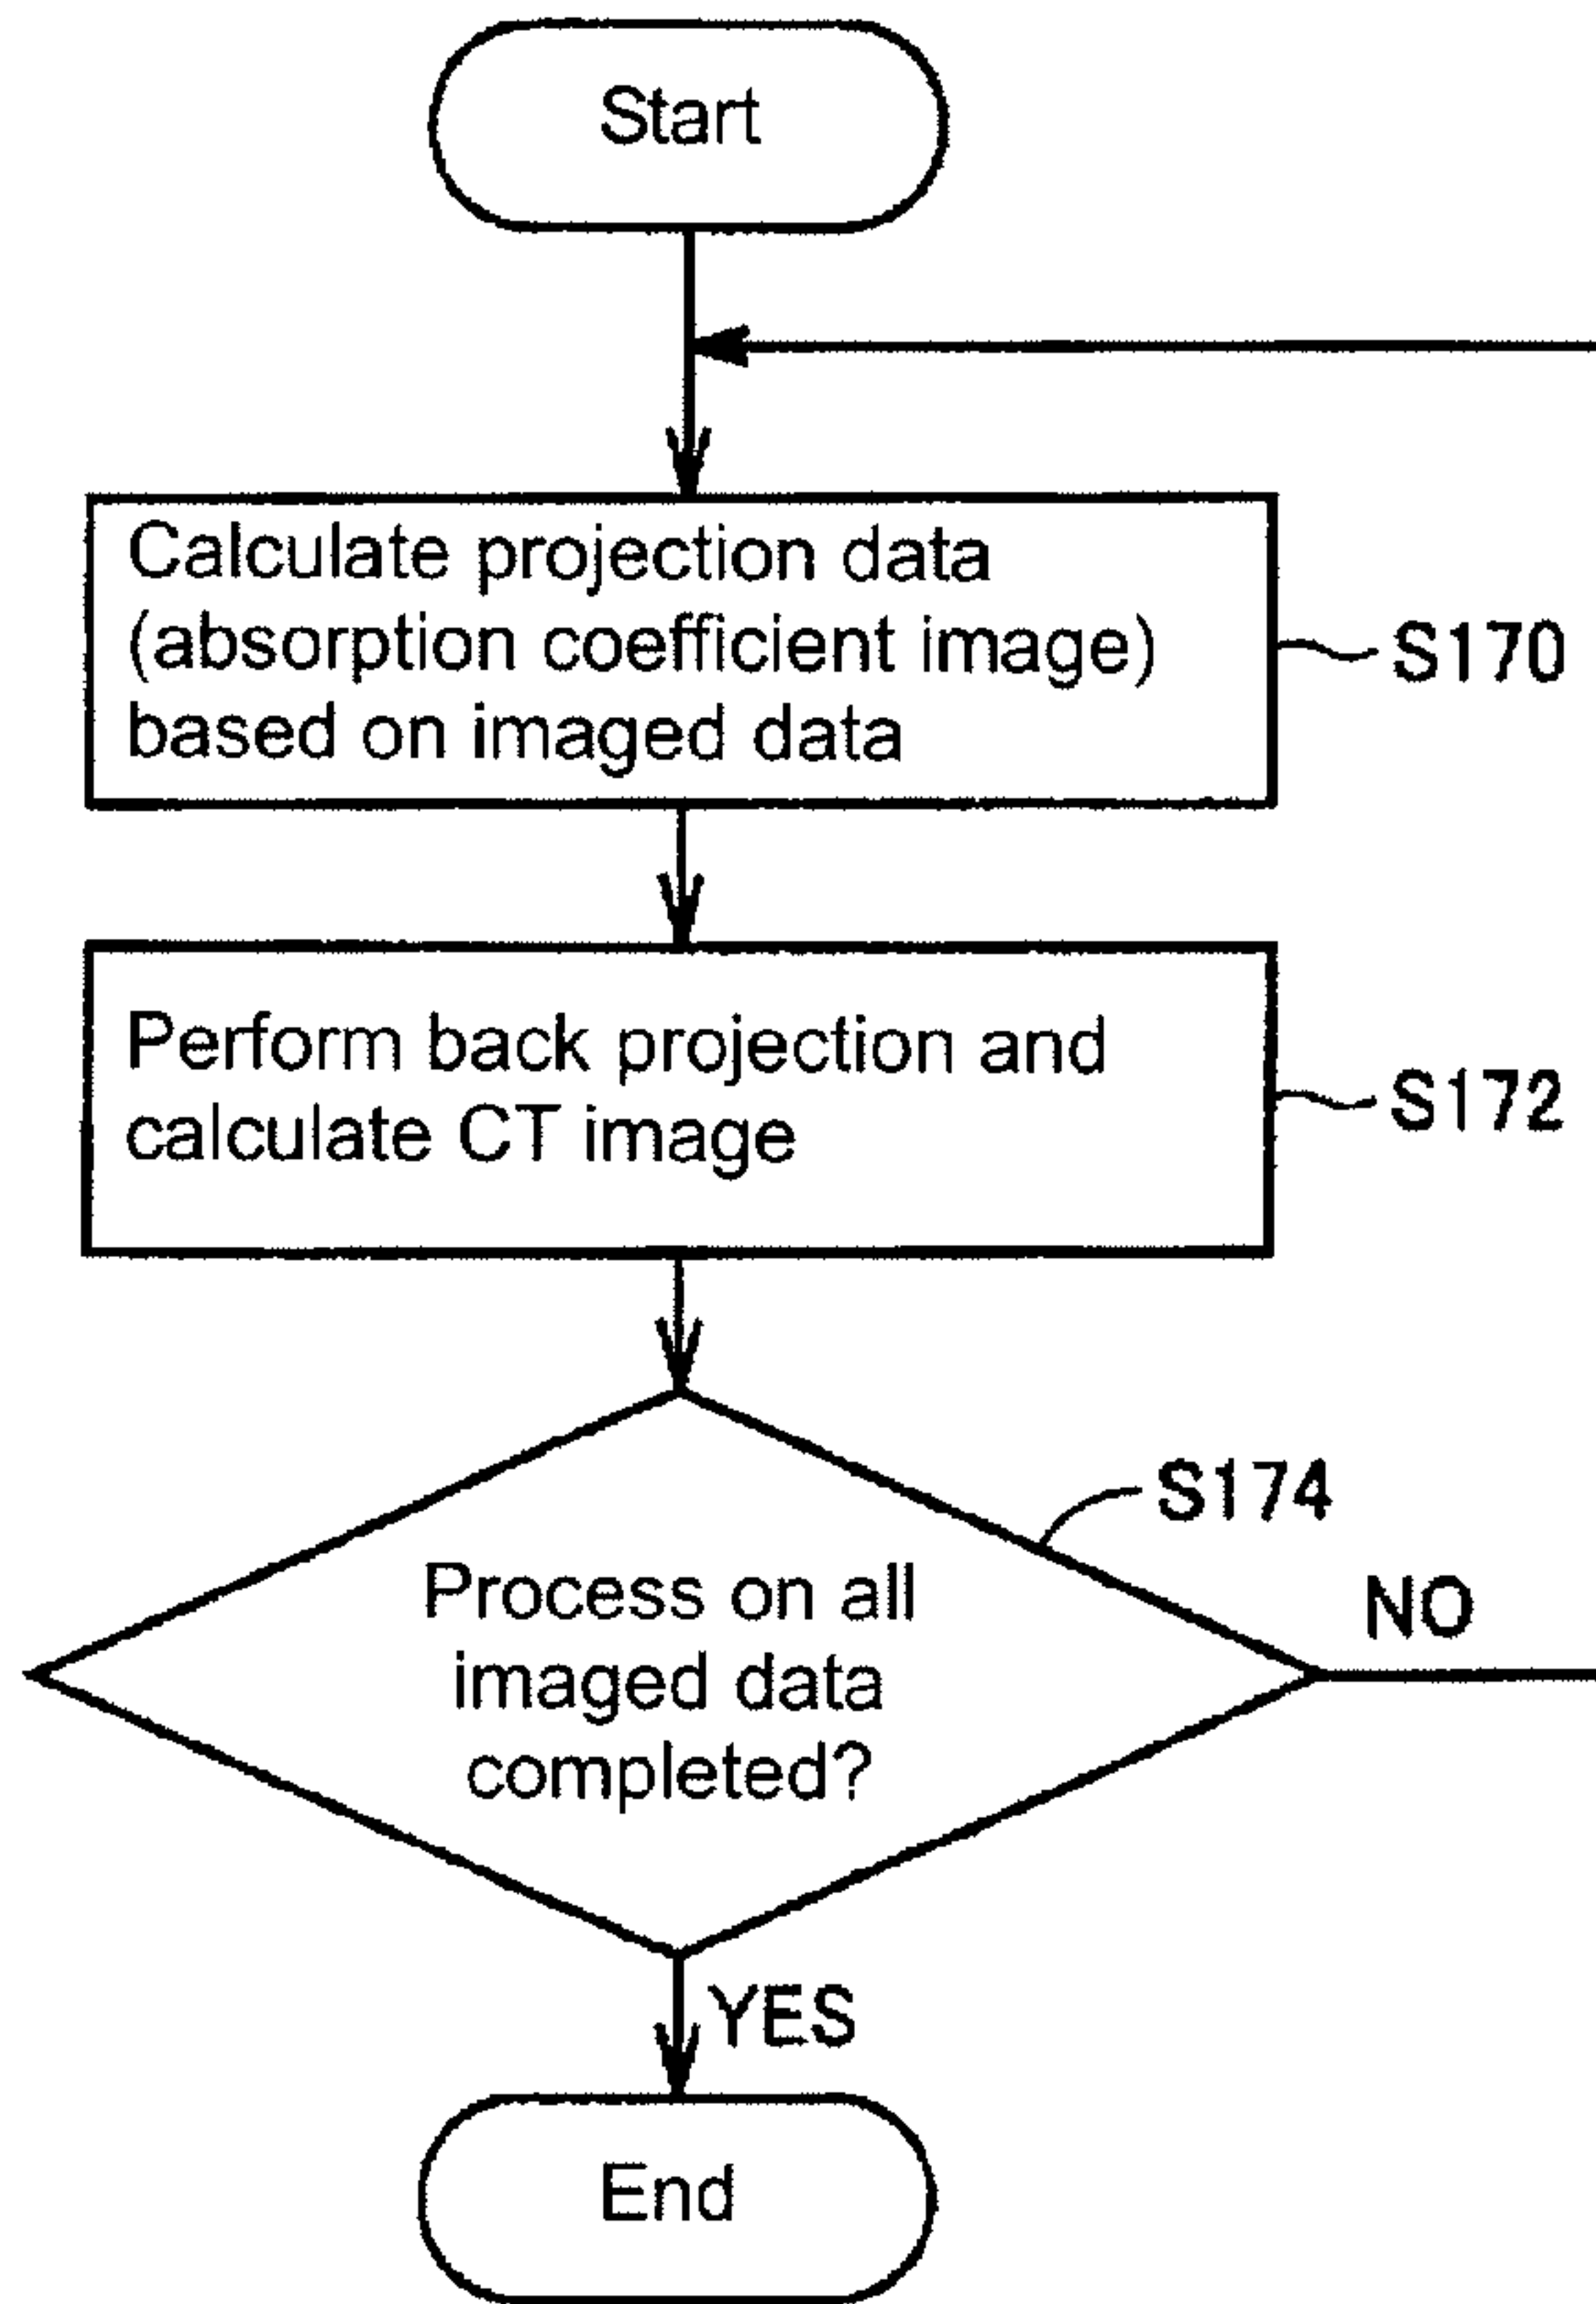 Start
Calculate projection data
(absorption coefficient image)
based on imaged data
S170
Perform back projection and
calculate CT image
S172
S174
Process on all
imaged data
completed?
NO
YES
End